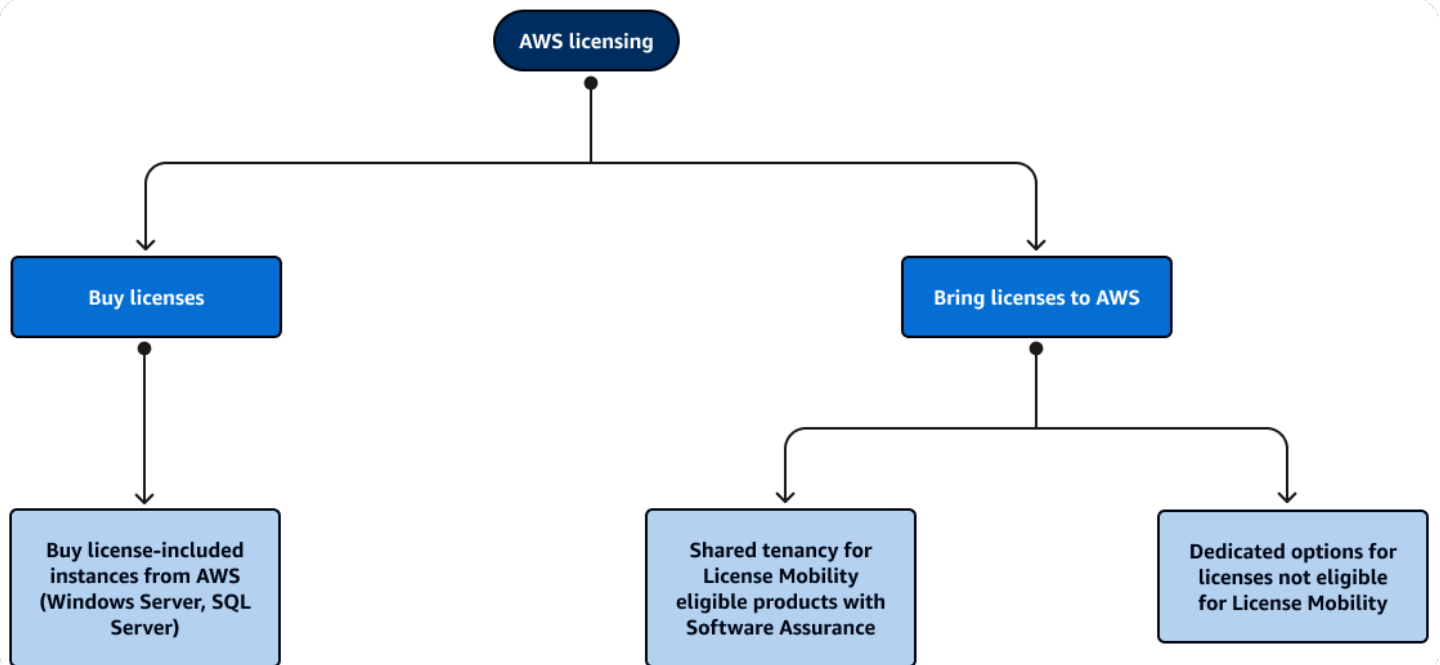 AWS licensing
Buy licenses
Bring licenses to AWS
Buy license-included
instances from AWS
(Windows Server, SQL
Server)
Shared tenancy for
License Mobility
eligible products with
Software Assurance
Dedicated options for
licenses not eligible
for License Mobility